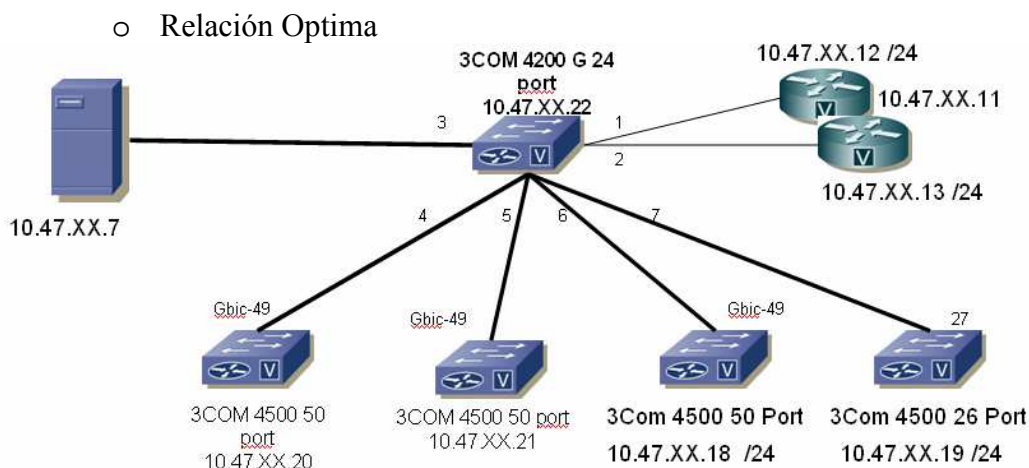 o Relación Optima
3COM 4200 G 24
port
10.47.XX.22
10.47.XX.12 /24
10.47.XX.11
10.47.XX.13 /24
3
1
2
10.47.XX.7
4
5
6
7
Gbic-49
Gbic-49
Gbic-49
27
3COM 4500 50
port
10.47.XX.20
3COM 4500 50 port
10.47.XX.21
3Com 4500 50 Port
10.47.XX.18 /24
3Com 4500 26 Port
10.47.XX.19 /24
V
V
V
V
V
V
V